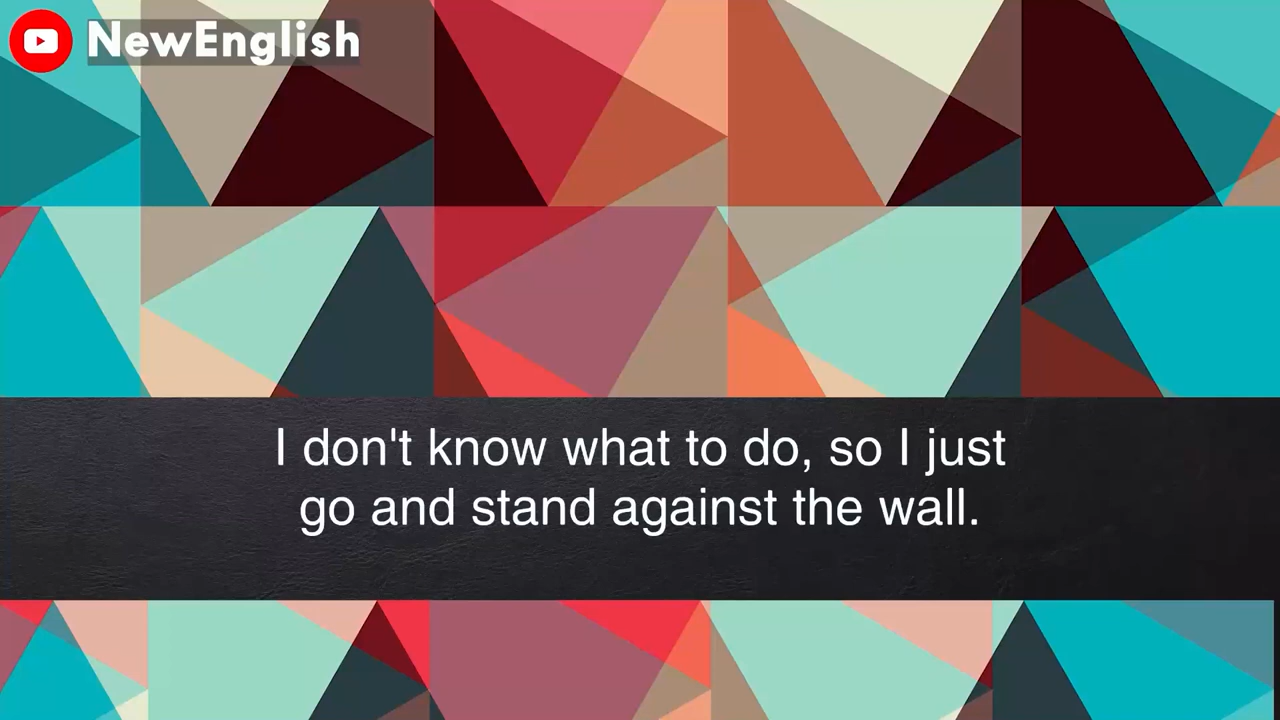 NewEnglish
I don't know what to do, so I just
go and stand against the wall.